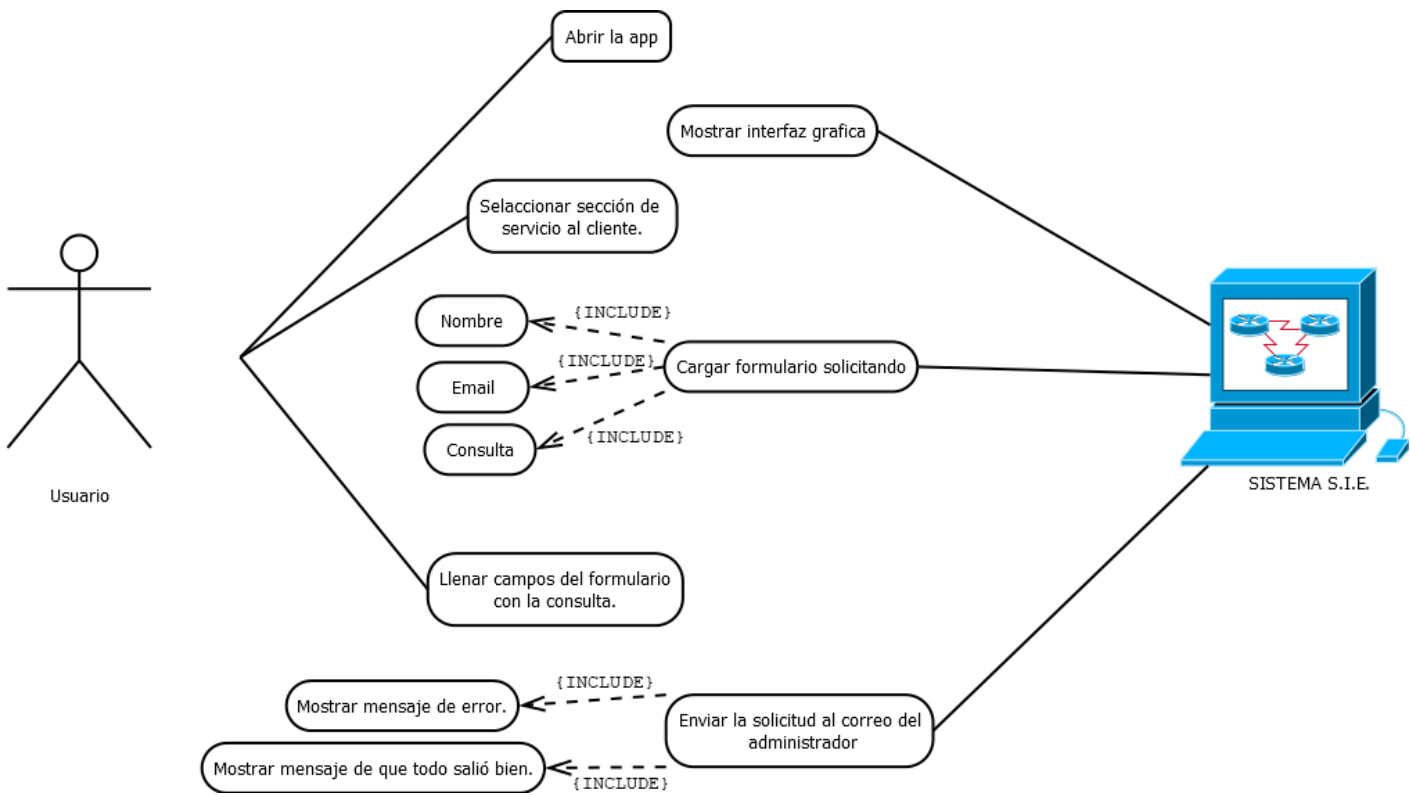 Abrir la app
Mostrar interfaz grafica
Selaccionar sección de
servicio al cliente.
{INCLUDE}
Nombre
{INCLUDE}
Email
Cargar formulario solicitando
{INCLUDE}
Consulta
Usuario
SISTEMA S.I.E.
Llenar campos del formulario
con la consulta.
{INCLUDE}
Mostrar mensaje de error.
Enviar la solicitud al correo del
administrador
Mostrar mensaje de que todo salió bien.
{INCLUDE}